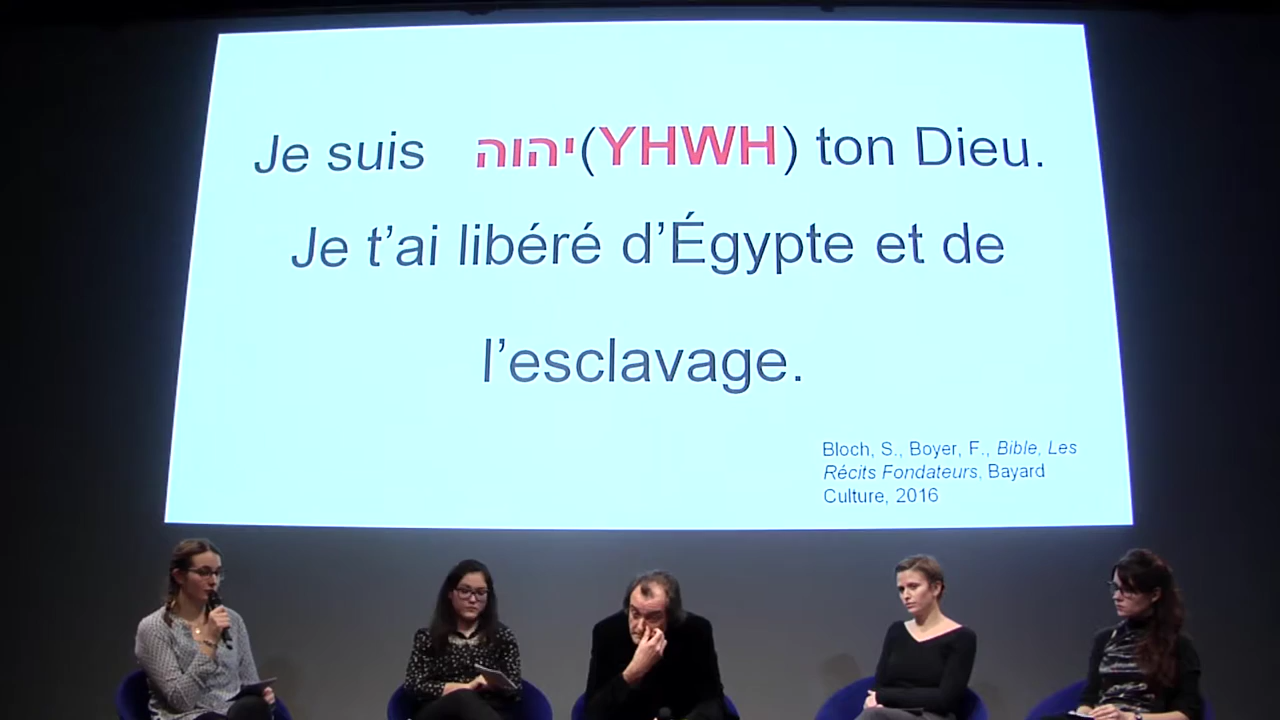 Je suis יהוה (YHWH) ton Dieu.
Je t’ai libéré d’Égypte et de
l’esclavage.
Bloch, S., Boyer, F., Bible, Les
Récits Fondateurs, Bayard
Culture, 2016